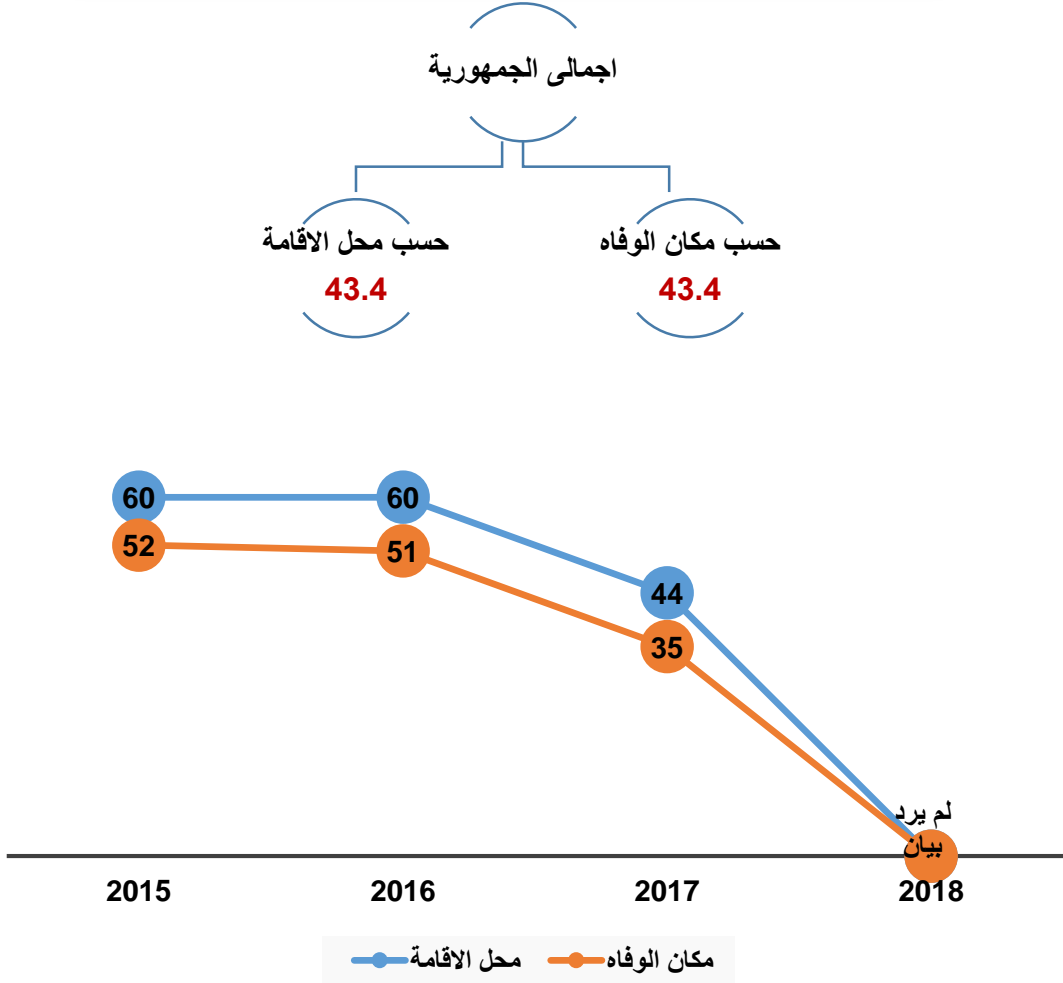 اجمالى الجمهورية
حسب مكان الوفاه
43.4
حسب محل الاقامة
43.4
60
60
44
52
51
35
لم يرد
بيان
2015
2016
2017
2018
محل الاقامة
مكان الوفاه